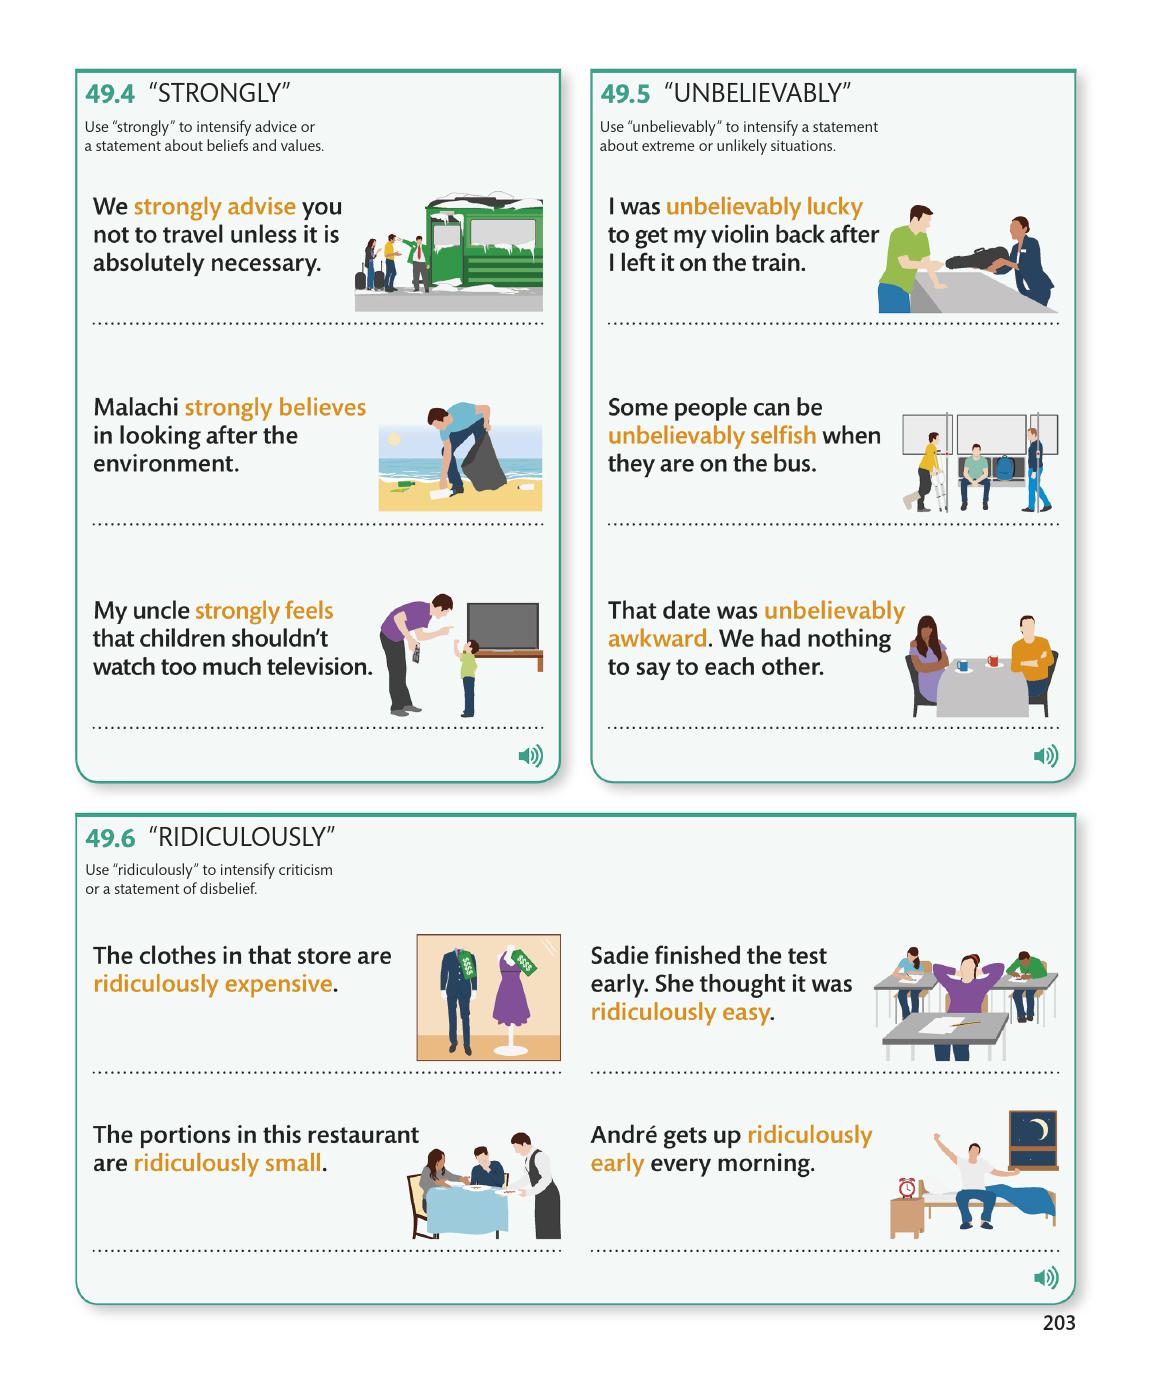 49.4 “STRONGLY”
Use “strongly” to intensify advice or
a statement about beliefs and values.
We strongly advise you
not to travel unless it is
absolutely necessary.
Malachi strongly believes
in looking after the
environment.
My uncle strongly feels
that children shouldn’t
watch too much television.
49.5 “UNBELIEVABLY”
Use “unbelievably” to intensify a statement
about extreme or unlikely situations.
I was unbelievably lucky
to get my violin back after
I left it on the train.
Some people can be
unbelievably selfish when
they are on the bus.
That date was unbelievably
awkward. We had nothing
to say to each other.
49.6 “RIDICULOUSLY”
Use “ridiculously” to intensify criticism
or a statement of disbelief.
The clothes in that store are
ridiculously expensive.
$$$$
$$$$
Sadie finished the test
early. She thought it was
ridiculously easy.
The portions in this restaurant
are ridiculously small.
André gets up ridiculously
early every morning.
203